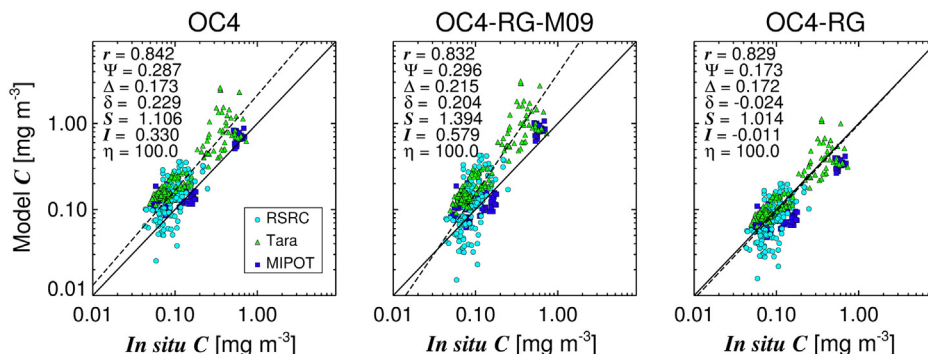 OC4
OC4-RG-M09
OC4-RG
Model C [mg m-3]
1.00
0.10
0.01
r = 0.842
Ψ = 0.287
Δ = 0.173
δ = 0.229
S = 1.106
I = 0.330
η = 100.0
RSRC
Tara
MIPOT
r = 0.832
Ψ = 0.296
Δ = 0.215
δ = 0.204
S = 1.394
I = 0.579
η = 100.0
r = 0.829
Ψ = 0.173
Δ = 0.172
δ = -0.024
S = 1.014
I = -0.011
η = 100.0
0.01 0.10 1.00
0.01 0.10 1.00
0.01 0.10 1.00
In situ C [mg m-3]
In situ C [mg m-3]
In situ C [mg m-3]